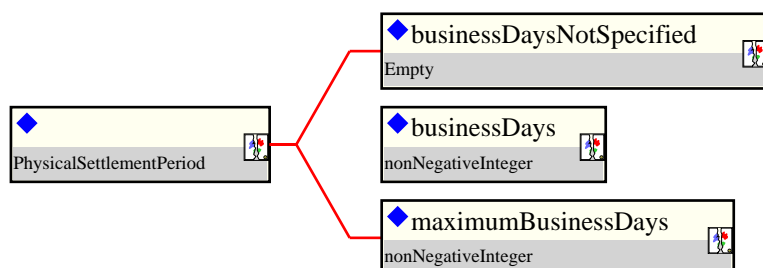 businessDaysNotSpecified
Empty
PhysicalSettlementPeriod
businessDays
nonNegativeInteger
maximumBusinessDays
nonNegativeInteger